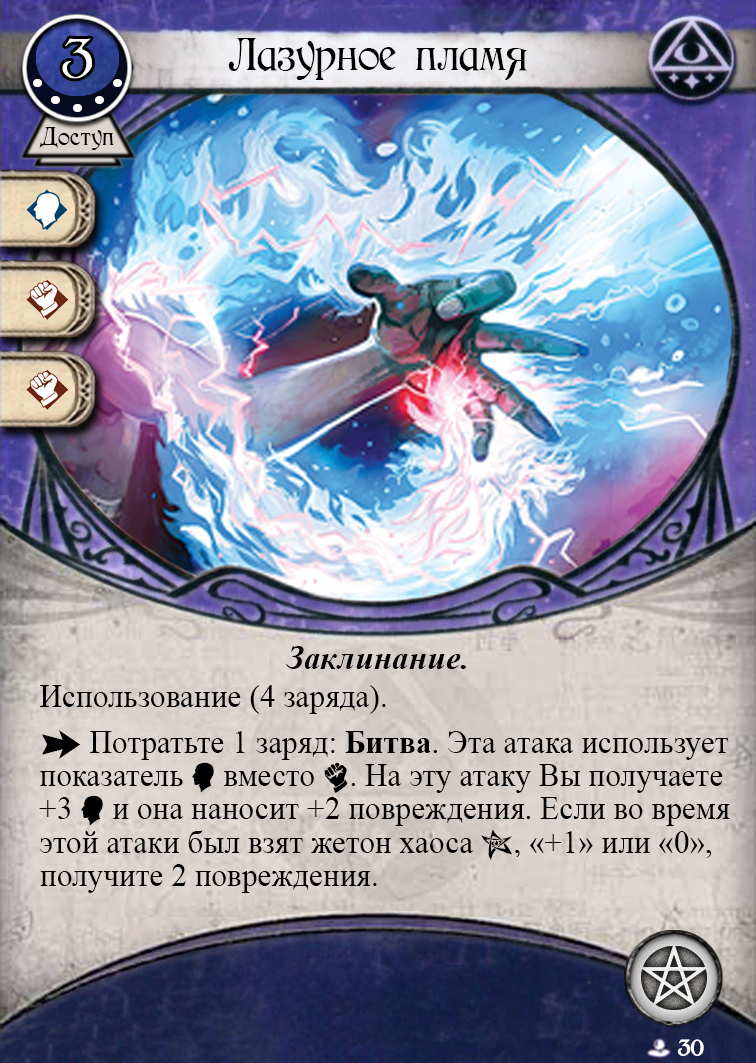 3
Лазурное пламя
Доступ
Заклинание.
Использование (4 заряда).
Потратьте 1 заряд: Битва. Эта атака использует
показатель вместо . На эту атаку Вы получаете
+3 и она наносит +2 повреждения. Если во время
этой атаки был взят жетон хаоса , «+1» или «0»,
получите 2 повреждения.
30